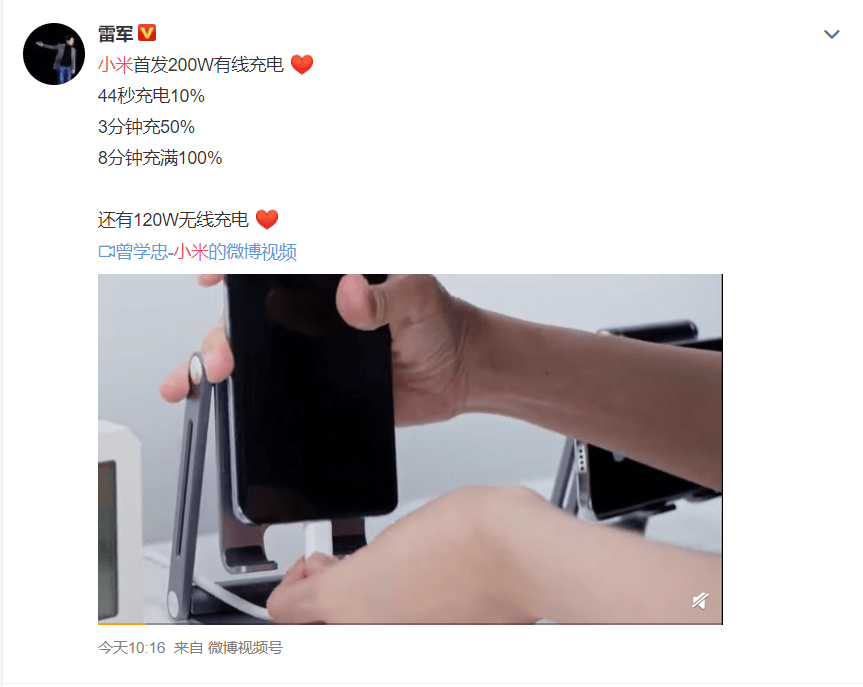 雷军
小米首发200W有线充电
44秒充电10%
3分钟充50%
8分钟充满100%
还有120W无线充电
曾学忠-小米的微博视频
今天10:16 来自 微博视频号